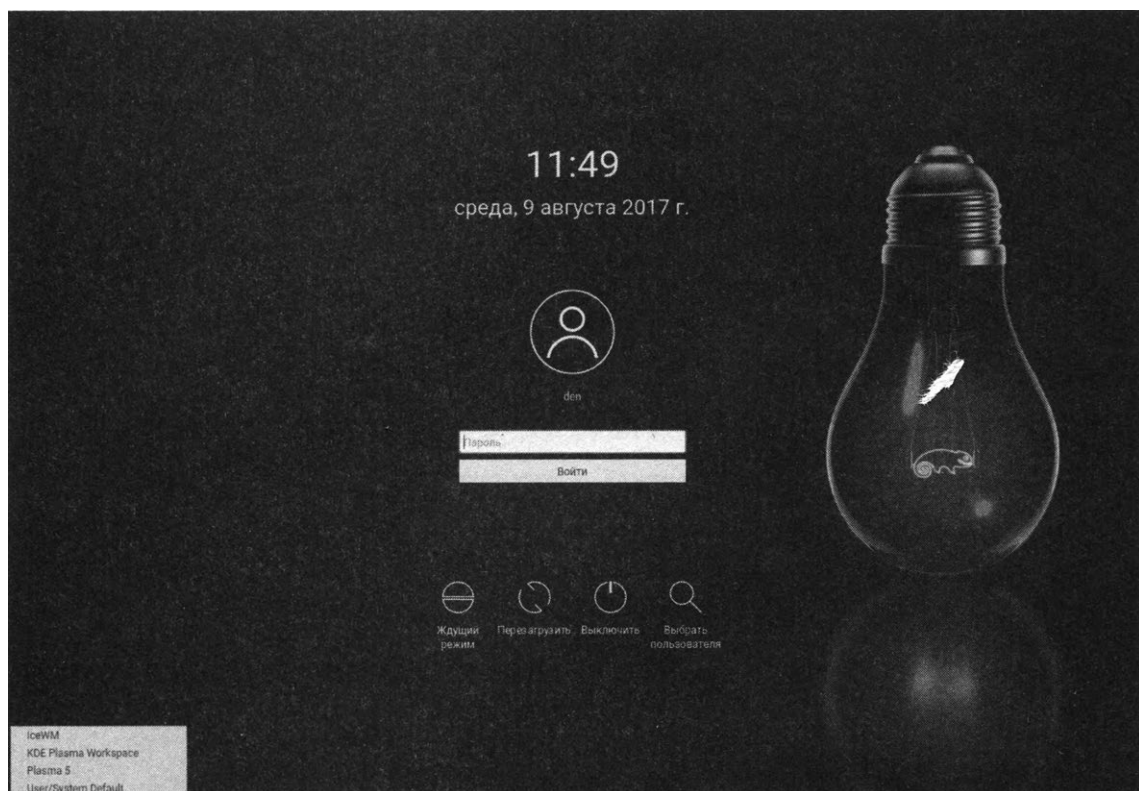 11:49
среда, 9 августа 2017 г.
den
Пароль
Войти
Ждущий режим
Перезагрузить
Выключить
Выбрать пользователя
IceWM
KDE Plasma Workspace
Plasma 5
User/System Default